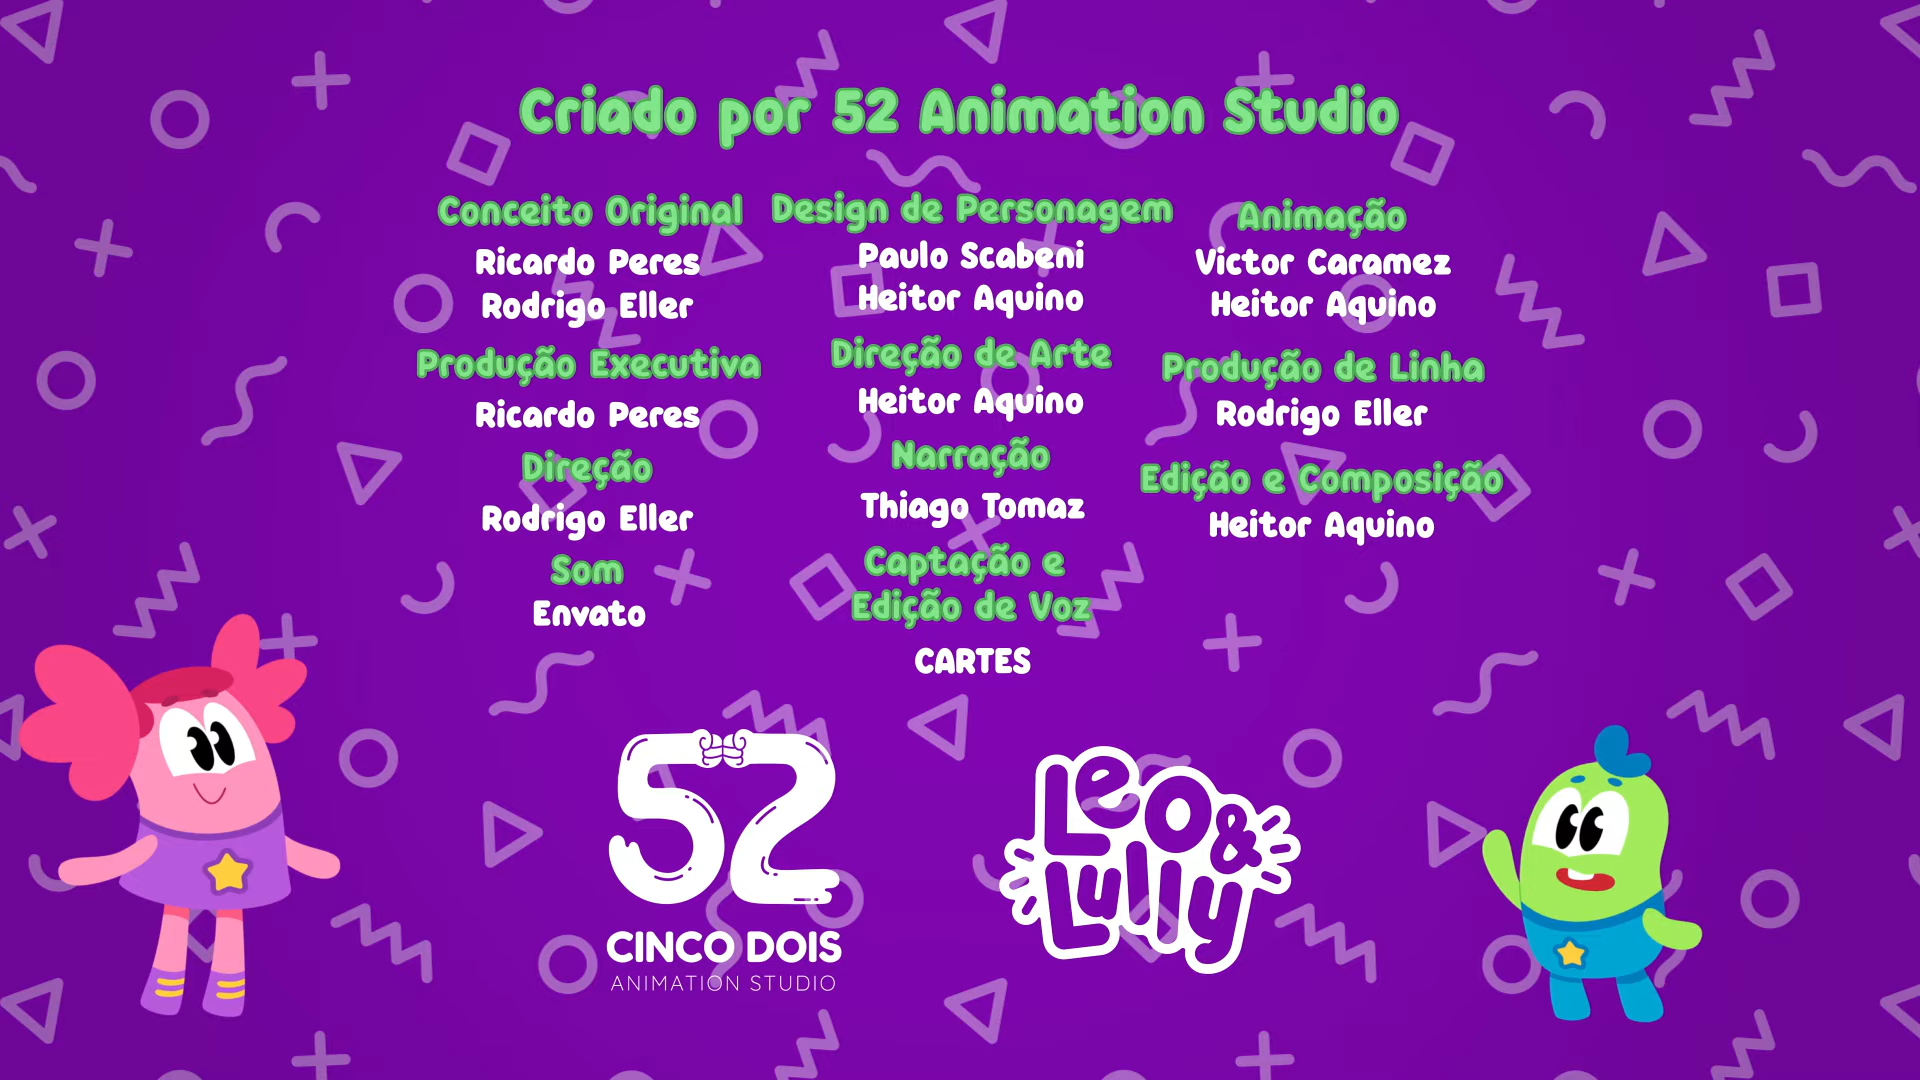 Criado por 52 Animation Studio
Conceito Original
Ricardo Peres
Rodrigo Eller
Produção Executiva
Ricardo Peres
Direção
Rodrigo Eller
Som
Envato
Design de Personagem
Paulo Scabeni
Heitor Aquino
Direção de Arte
Heitor Aquino
Narração
Thiago Tomaz
Captação e
Edição de Voz
CARTES
Animação
Victor Caramez
Heitor Aquino
Produção de Linha
Rodrigo Eller
Edição e Composição
Heitor Aquino
52
CINCO DOIS
ANIMATION STUDIO
Leo &
Lully